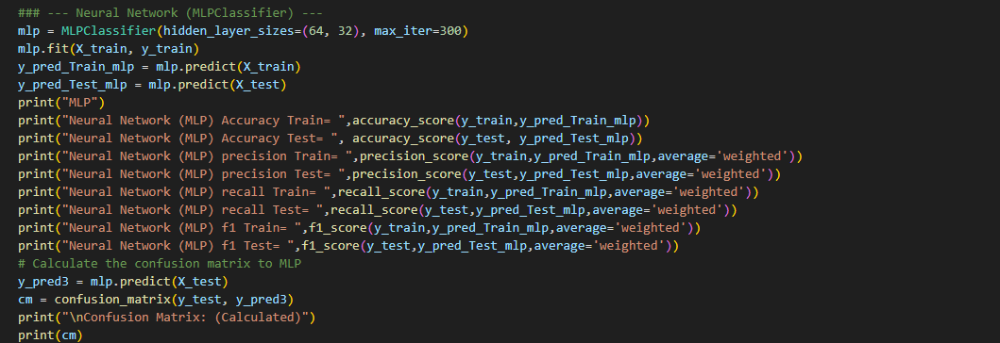 ### --- Neural Network (MLPClassifier) ---
mlp = MLPClassifier(hidden_layer_sizes=(64, 32), max_iter=300)
mlp.fit(X_train, y_train)
y_pred_Train_mlp = mlp.predict(X_train)
y_pred_Test_mlp = mlp.predict(X_test)
print("MLP")
print("Neural Network (MLP) Accuracy Train= ",accuracy_score(y_train,y_pred_Train_mlp))
print("Neural Network (MLP) Accuracy Test= ", accuracy_score(y_test, y_pred_Test_mlp))
print("Neural Network (MLP) precision Train= ",precision_score(y_train,y_pred_Train_mlp,average='weighted'))
print("Neural Network (MLP) precision Test= ",precision_score(y_test,y_pred_Test_mlp,average='weighted'))
print("Neural Network (MLP) recall Train= ",recall_score(y_train,y_pred_Train_mlp,average='weighted'))
print("Neural Network (MLP) recall Test= ",recall_score(y_test,y_pred_Test_mlp,average='weighted'))
print("Neural Network (MLP) f1 Train= ",f1_score(y_train,y_pred_Train_mlp,average='weighted'))
print("Neural Network (MLP) f1 Test= ",f1_score(y_test,y_pred_Test_mlp,average='weighted'))
# Calculate the confusion matrix to MLP
y_pred3 = mlp.predict(X_test)
cm = confusion_matrix(y_test, y_pred3)
print("\nConfusion Matrix: (Calculated)")
print(cm)